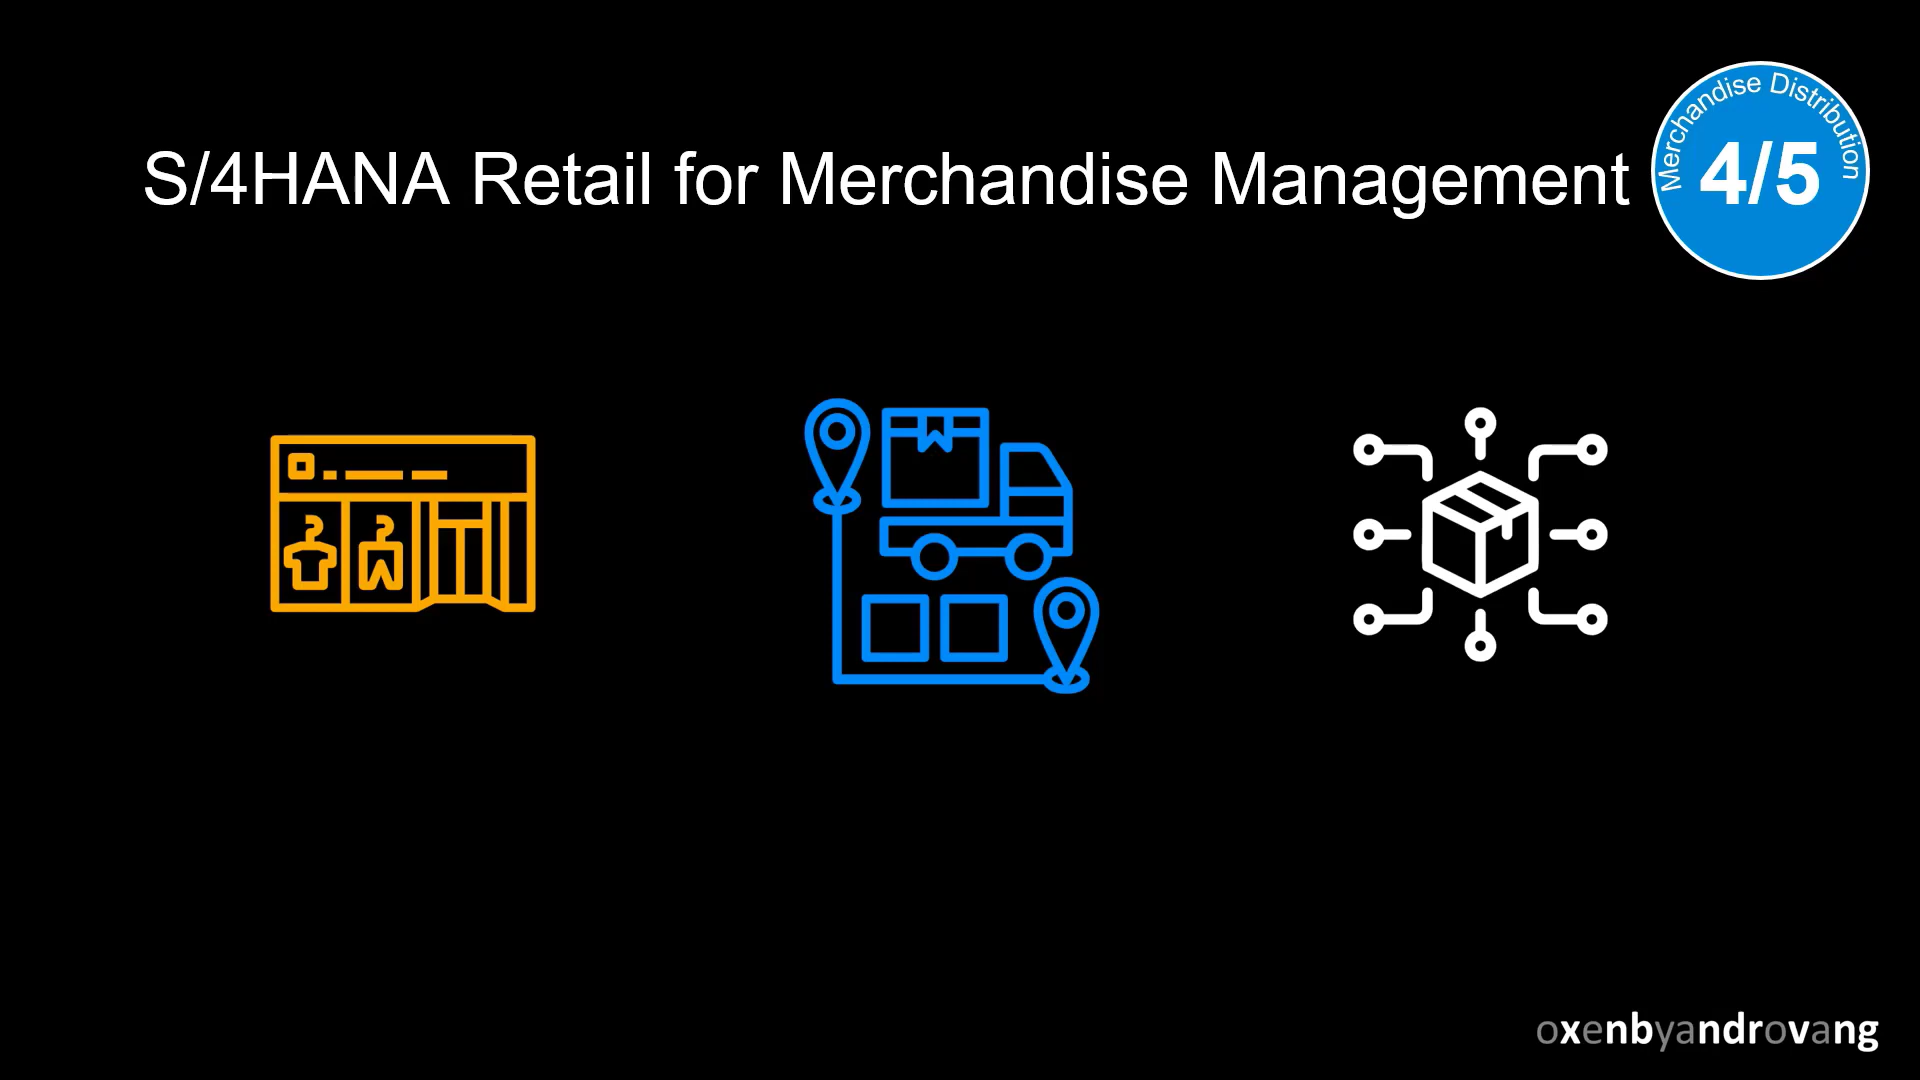 S/4HANA Retail for Merchandise Management
Merchandise Distribution
4/5
oxenbyandrovang